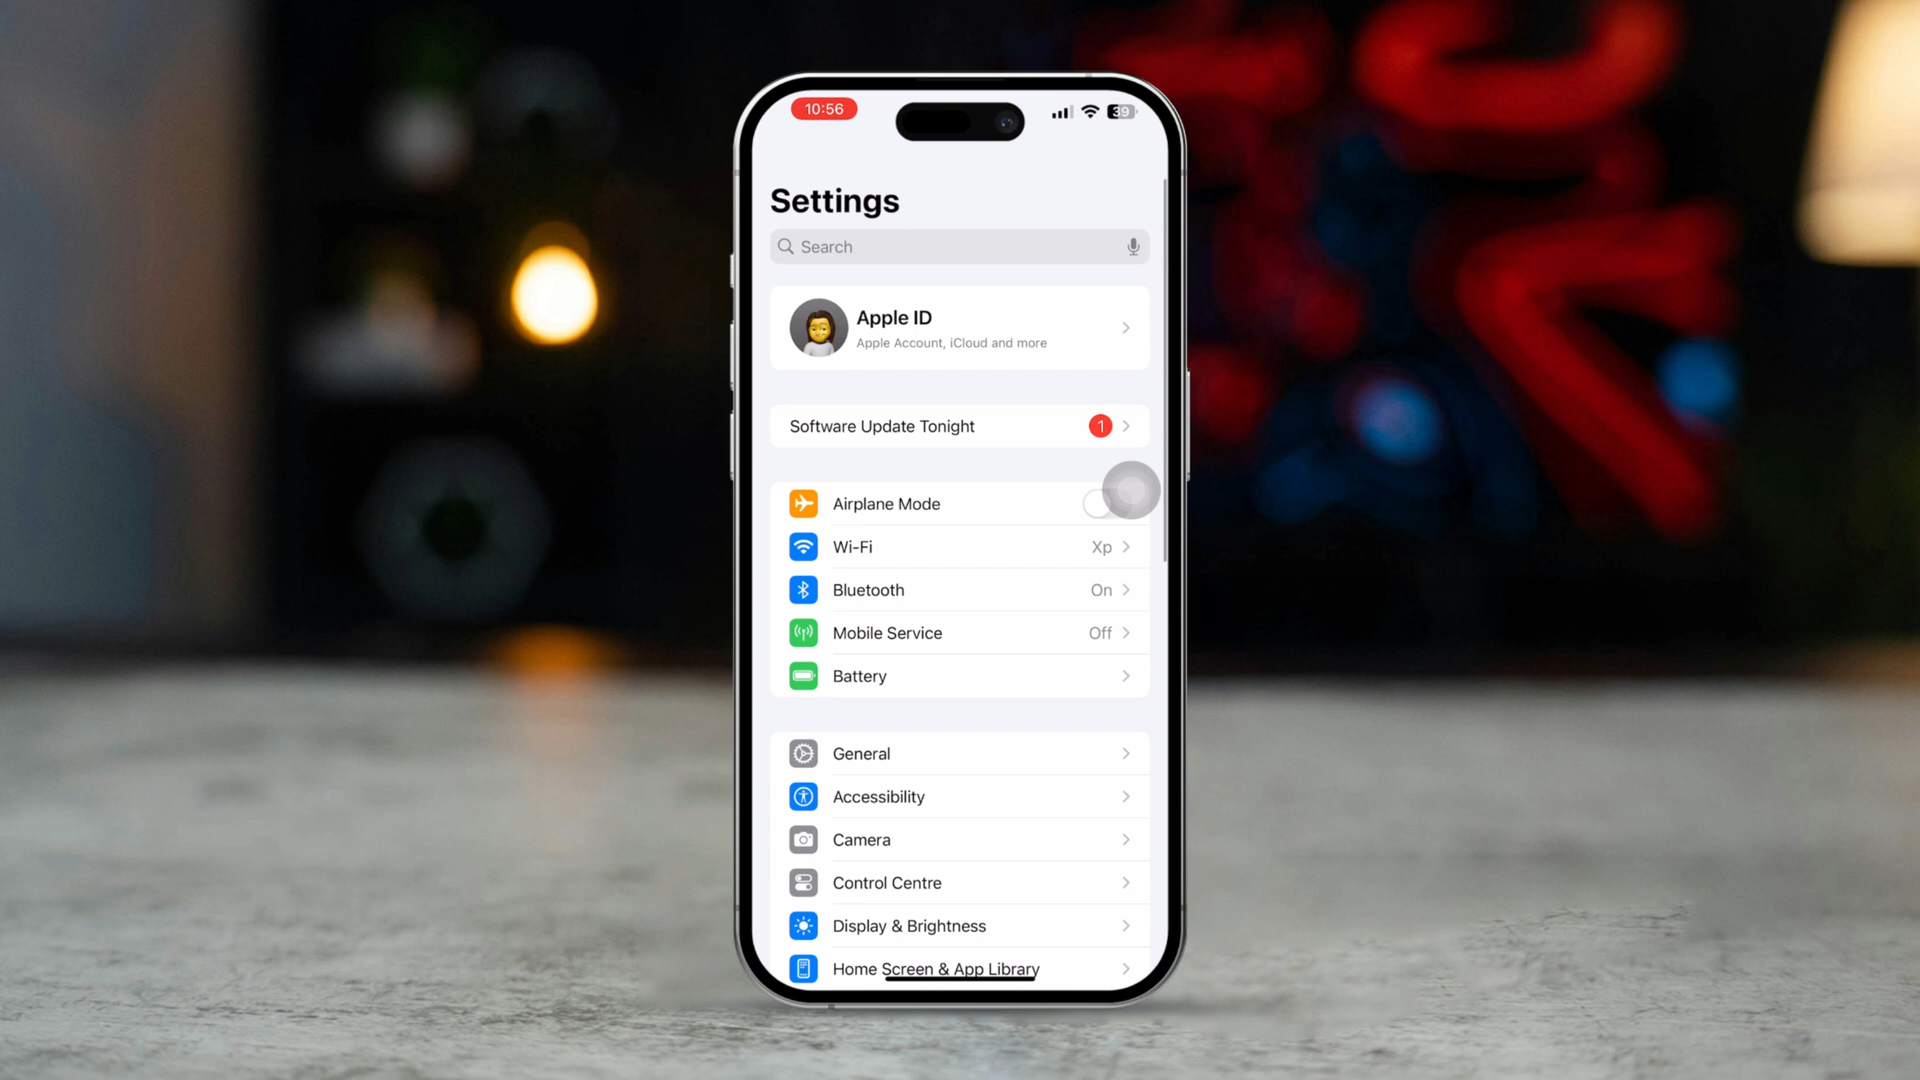 10:56
39
Settings
Search
Apple ID
Apple Account, iCloud and more
Software Update Tonight
1
Airplane Mode
Wi-Fi
Xp
Bluetooth
On
Mobile Service
Off
Battery
General
Accessibility
Camera
Control Centre
Display & Brightness
Home Screen & App Library